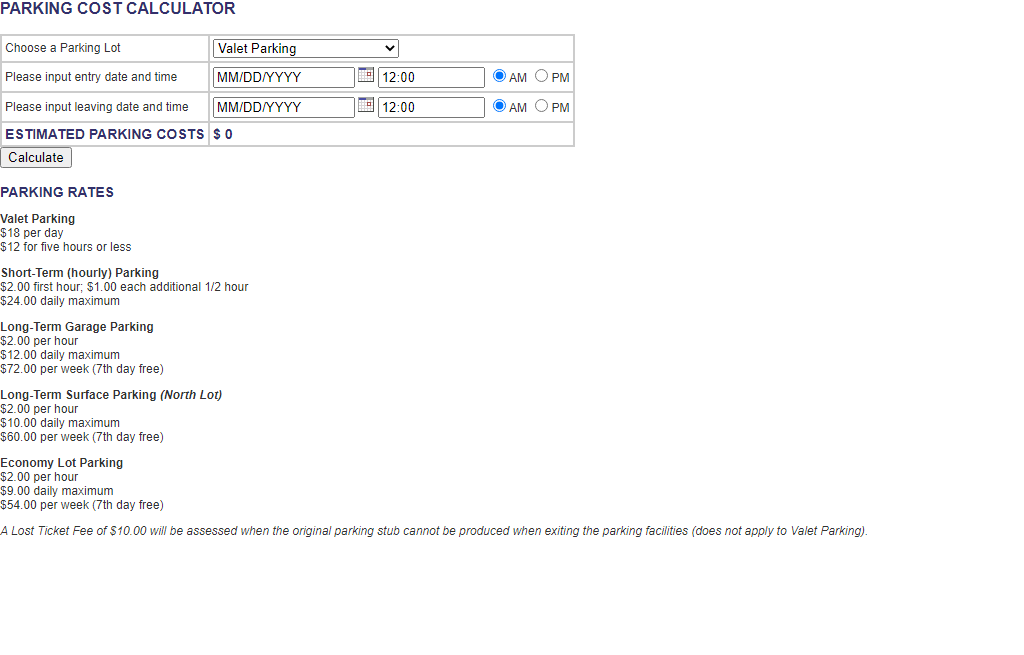 PARKING COST CALCULATOR
Choose a Parking Lot Valet Parking
Please input entry date and time MM/DD/YYYY 12:00 AM PM
Please input leaving date and time MM/DD/YYYY 12:00 AM PM
ESTIMATED PARKING COSTS $ 0
Calculate
PARKING RATES
Valet Parking
$18 per day
$12 for five hours or less
Short-Term (hourly) Parking
$2.00 first hour; $1.00 each additional 1/2 hour
$24.00 daily maximum
Long-Term Garage Parking
$2.00 per hour
$12.00 daily maximum
$72.00 per week (7th day free)
Long-Term Surface Parking (North Lot)
$2.00 per hour
$10.00 daily maximum
$60.00 per week (7th day free)
Economy Lot Parking
$2.00 per hour
$9.00 daily maximum
$54.00 per week (7th day free)
A Lost Ticket Fee of $10.00 will be assessed when the original parking stub cannot be produced when exiting the parking facilities (does not apply to Valet Parking).